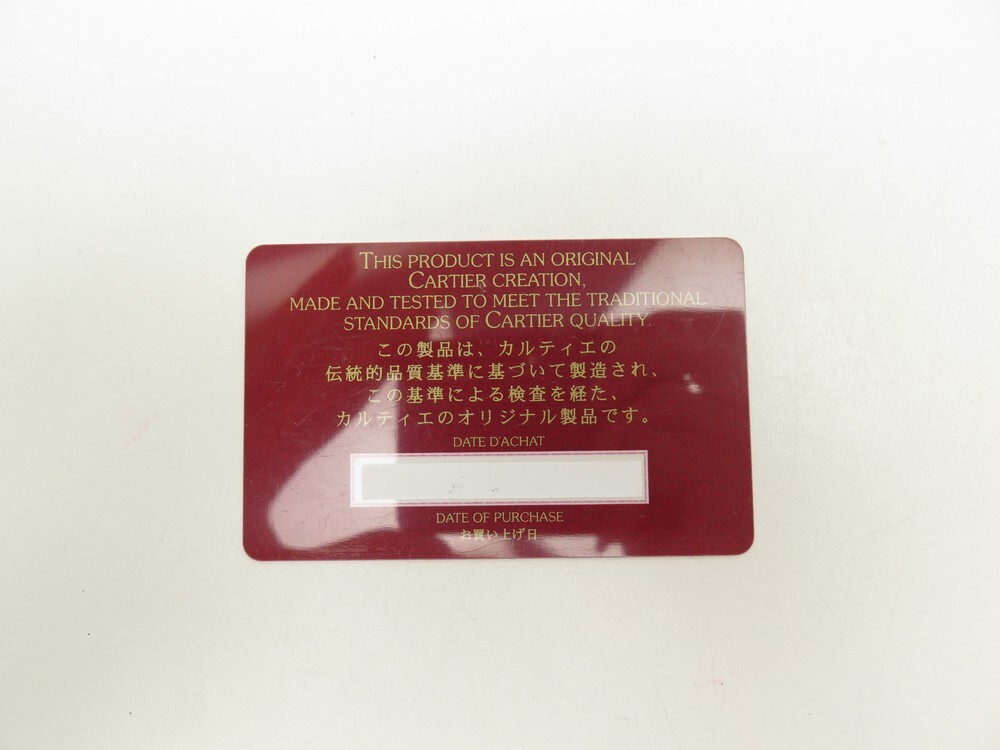 THIS PRODUCT IS AN ORIGINAL
CARTIER CREATION,
MADE AND TESTED TO MEET THE TRADITIONAL
STANDARDS OF CARTIER QUALITY.
この製品は、カルティエの
伝統的品質基準に基づいて製造され、
この基準による検査を経た、
カルティエのオリジナル製品です。
DATE D'ACHAT
DATE OF PURCHASE
お買い上げ日